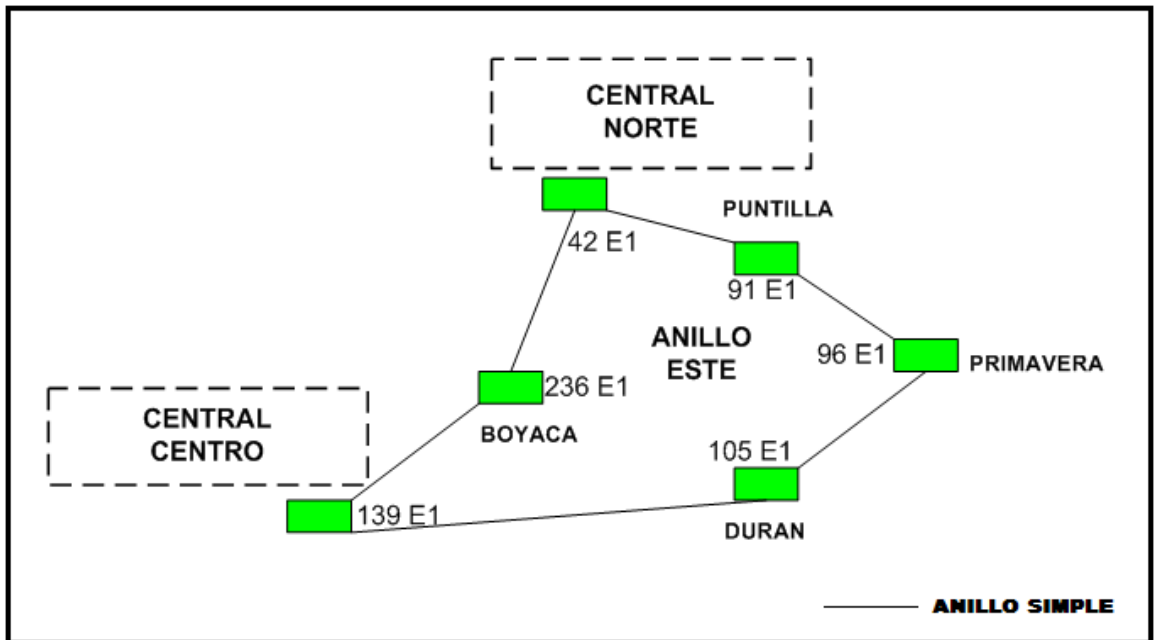 CENTRAL
NORTE
42 E1
PUNTILLA
91 E1
ANILLO
ESTE
96 E1
PRIMAVERA
236 E1
BOYACA
CENTRAL
CENTRO
139 E1
105 E1
DURAN
ANILLO SIMPLE